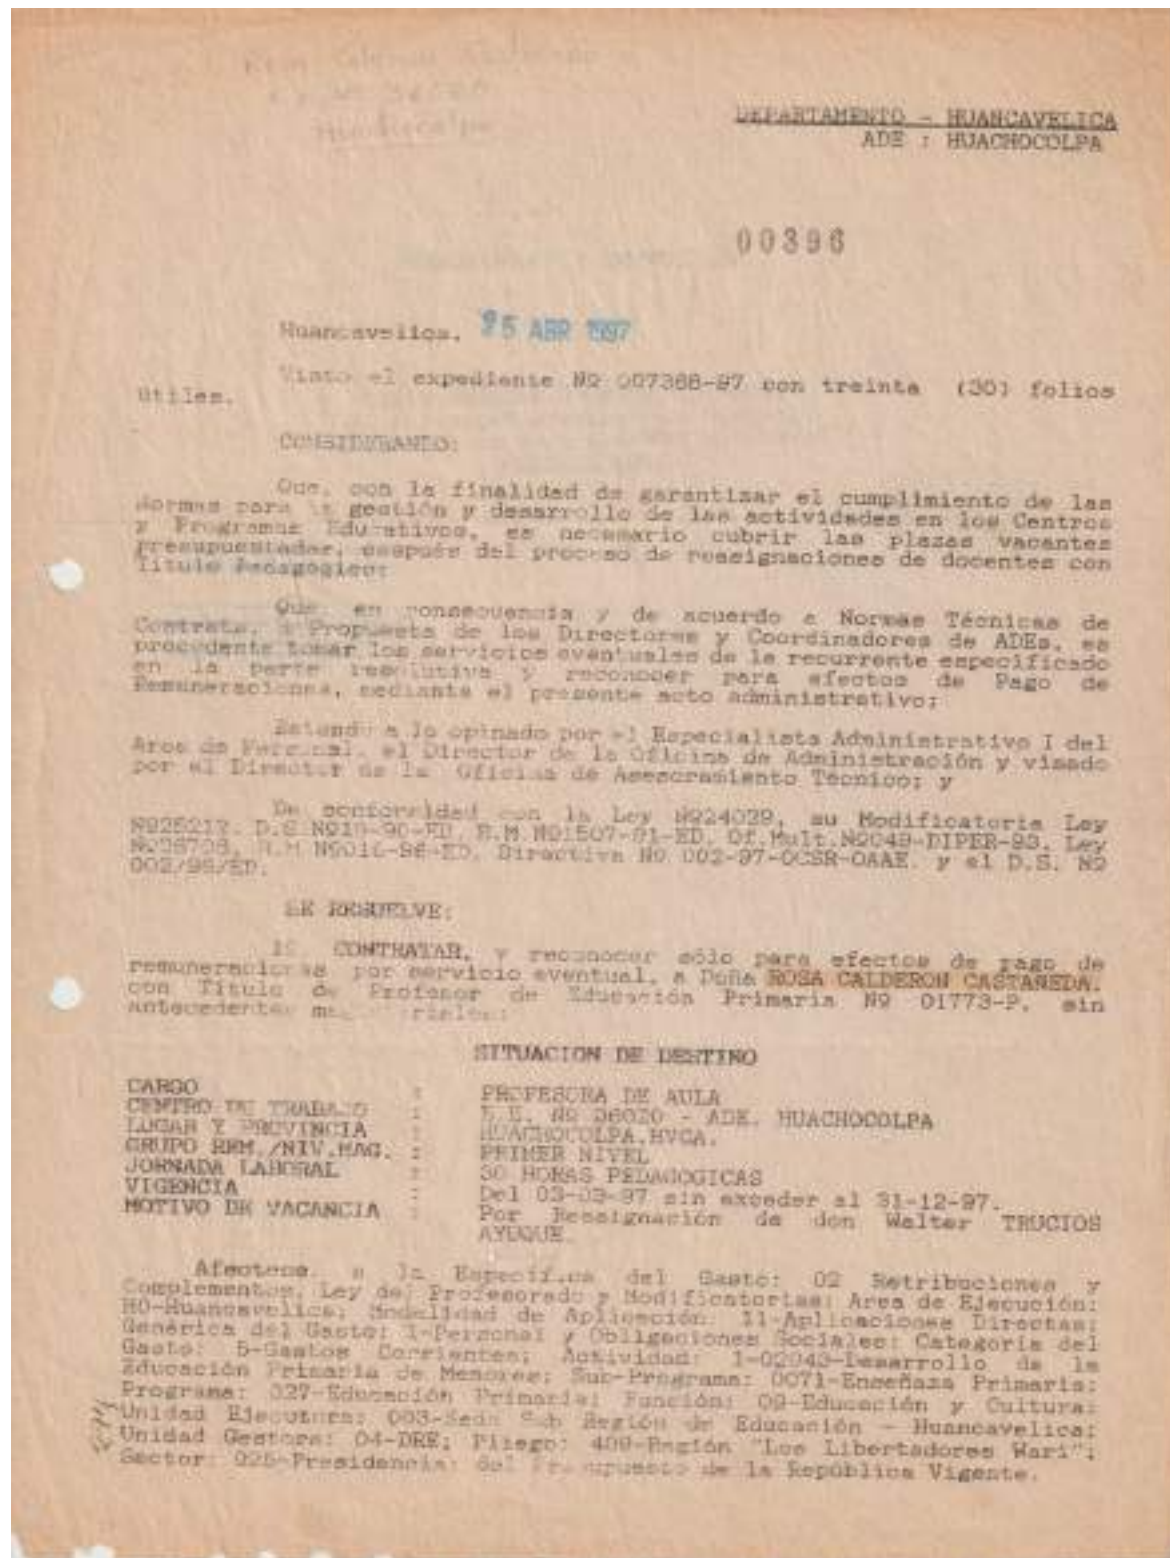 DEPARTAMENTO - HUANCAVELICA
ADE : HUACHOCOLPA
00396
Huancavelica, 25 ABR 1997
Visto el expediente Nº 007388-97 con treinta (30) folios
útiles.
CONSIDERANDO:
Que, con la finalidad de garantizar el cumplimiento de las
Normas para la gestión y desarrollo de las actividades en los Centros
y Programas Educativos, es necesario cubrir las plazas vacantes
presupuestadas, después del proceso de reasignaciones de docentes con
Título Pedagógico;
Que, en consecuencia y de acuerdo a Normas Técnicas de
Contrato, a Propuesta de los Directores y Coordinadores de ADEs, es
procedente tomar los servicios eventuales de la recurrente especificado
en la parte resolutiva y reconocer para efectos de Pago de
Remuneraciones, mediante el presente acto administrativo;
Estando a lo opinado por el Especialista Administrativo I del
Area de Personal, el Director de la Oficina de Administración y visado
por el Director de la Oficina de Asesoramiento Técnico; y
De conformidad con la Ley Nº24029, su Modificatoria Ley
Nº25212, D.S.Nº19-90-ED, R.M.Nº1507-91-ED, Of.Mult.Nº049-DIPER-93, Ley
R.M Nº016-96-ED, Directiva Nº 002-97-OCSR-OAAE. y el D.S. Nº
002/96/ED.
SE RESUELVE:
1º CONTRATAR, y reconocer sólo para efectos de pago de
remuneraciones por servicio eventual, a Doña ROSA CALDERON CASTAÑEDA,
con Título de Profesor de Educación Primaria Nº 01773-P, sin
antecedentes magisteriales:
SITUACION DE DESTINO
CARGO : PROFESORA DE AULA
CENTRO DE TRABAJO : E.E. Nº 36020 - ADE. HUACHOCOLPA
LUGAR Y PROVINCIA : HUACHOCOLPA.HVCA.
GRUPO REM./NIV.MAG. : PRIMER NIVEL
JORNADA LABORAL : 30 HORAS PEDAGOGICAS
VIGENCIA : Del 03-03-97 sin exceder al 31-12-97.
MOTIVO DE VACANCIA : Por Reasignación de don Walter TRUCIOS
AYUQUE.
Afectese, a la Específica del Gasto: 02 Retribuciones y
Complementos, Ley del Profesorado y Modificatorias; Area de Ejecución:
HO-Huancavelica; Modalidad de Aplicación: 11-Aplicaciones Directas;
Genérica del Gasto: 1-Personal y Obligaciones Sociales; Categoría del
Gasto: 5-Gastos Corrientes; Actividad: 1-02043-Desarrollo de la
Educación Primaria de Menores; Sub-Programa: 0071-Enseñaza Primaria;
Programa: 027-Educación Primaria; Función: 09-Educación y Cultura;
Unidad Ejecutora: 003-Sede Sub Región de Educación - Huancavelica;
Unidad Gestora: 04-DRE; Pliego: 409-Región "Los Libertadores Wari";
Sector: 025-Presidencia; del Presupuesto de la República Vigente.